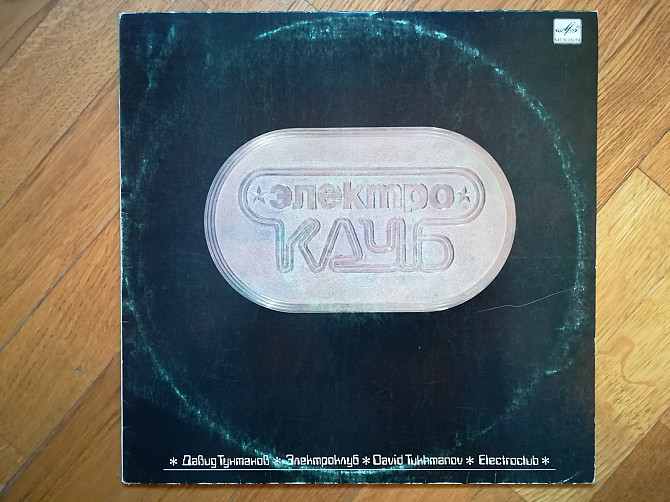 МЕЛОДИЯ
электро
КЛУБ
* Давид Тухманов * Электроклуб * David Tukhmanov * Electroclub *